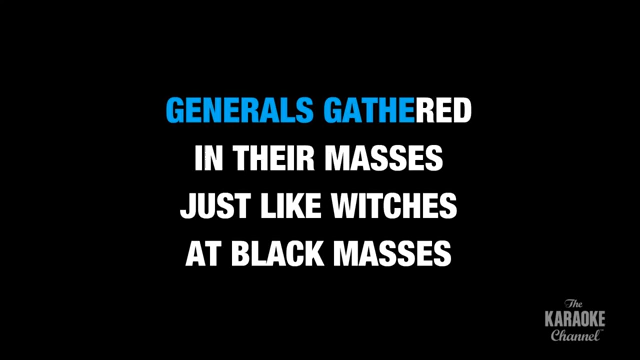 GENERALS GATHERED
IN THEIR MASSES
JUST LIKE WITCHES
AT BLACK MASSES
The
KARAOKE
Channel